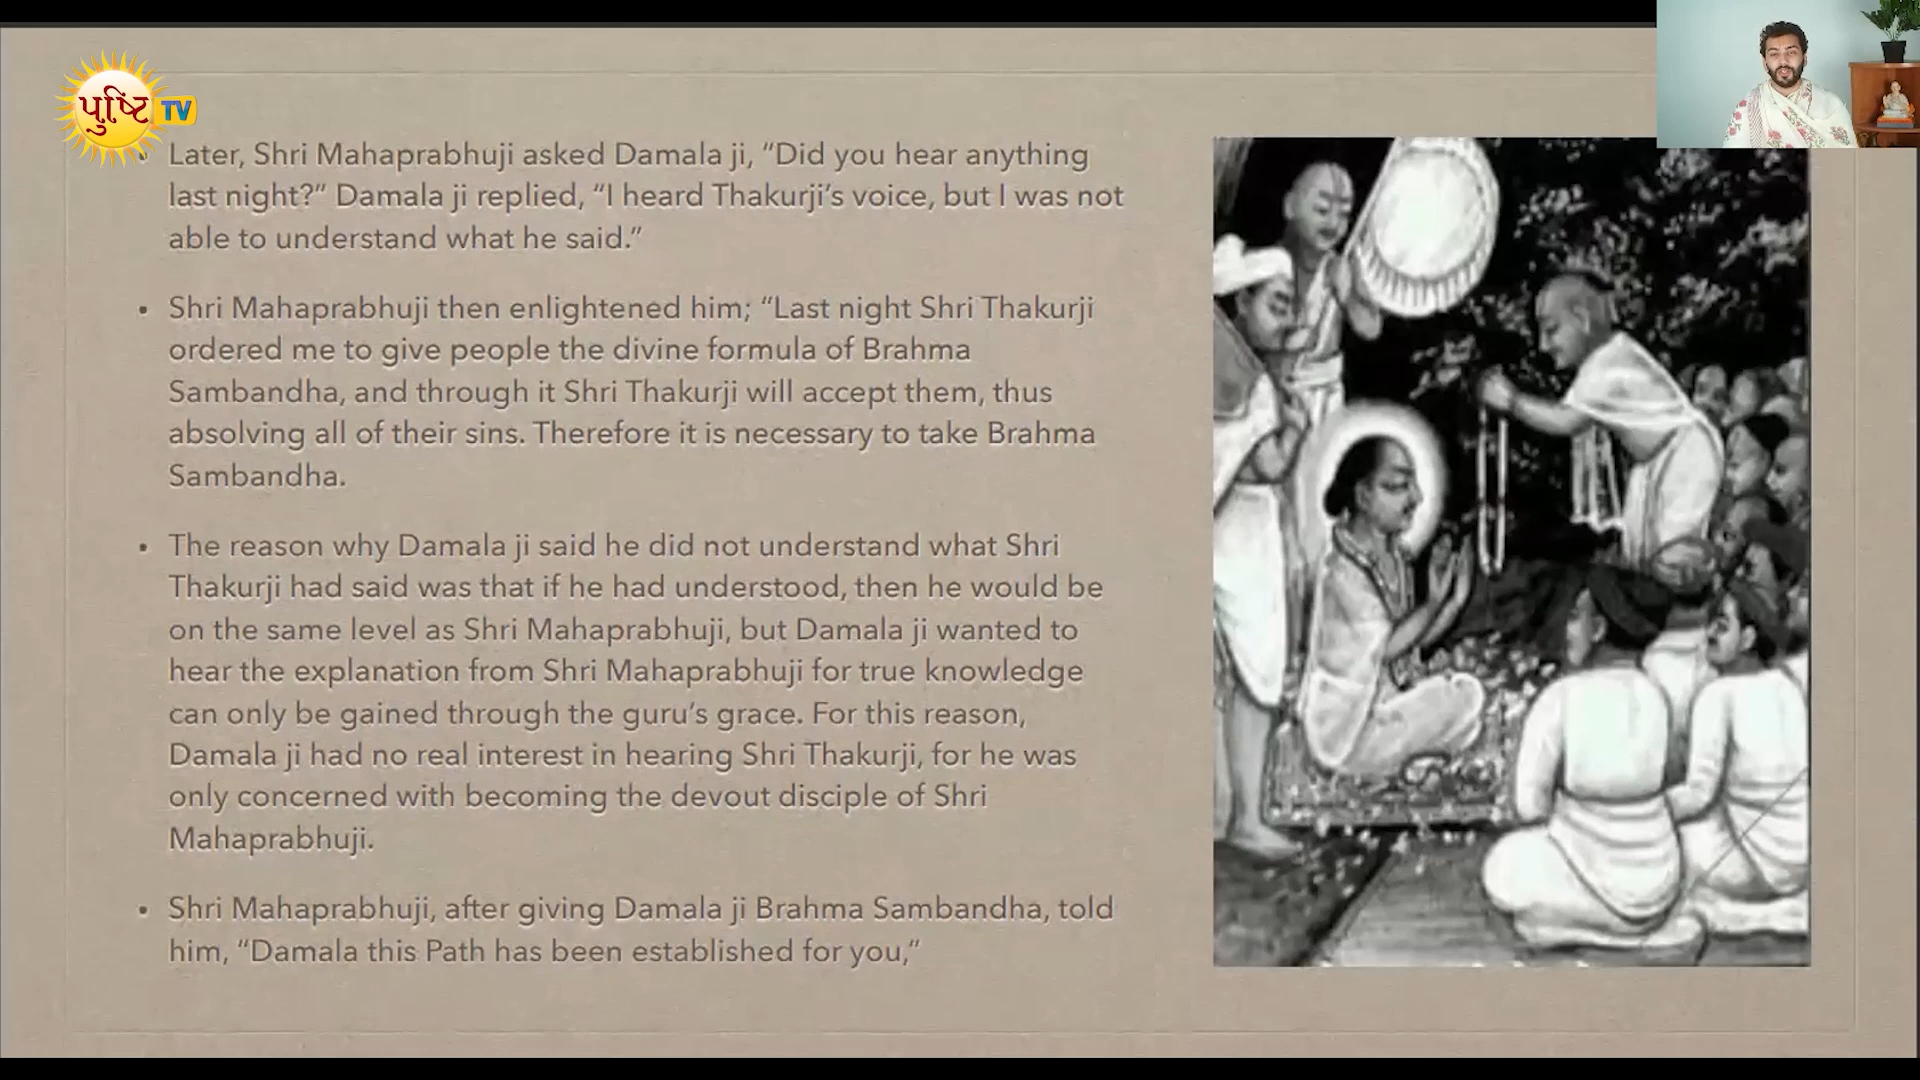 પુષ્ટિ TV
Later, Shri Mahaprabhuji asked Damala ji, “Did you hear anything
last night?” Damala ji replied, “I heard Thakurji’s voice, but I was not
able to understand what he said.”
• Shri Mahaprabhuji then enlightened him; “Last night Shri Thakurji
ordered me to give people the divine formula of Brahma
Sambandha, and through it Shri Thakurji will accept them, thus
absolving all of their sins. Therefore it is necessary to take Brahma
Sambandha.
• The reason why Damala ji said he did not understand what Shri
Thakurji had said was that if he had understood, then he would be
on the same level as Shri Mahaprabhuji, but Damala ji wanted to
hear the explanation from Shri Mahaprabhuji for true knowledge
can only be gained through the guru’s grace. For this reason,
Damala ji had no real interest in hearing Shri Thakurji, for he was
only concerned with becoming the devout disciple of Shri
Mahaprabhuji.
• Shri Mahaprabhuji, after giving Damala ji Brahma Sambandha, told
him, “Damala this Path has been established for you,”